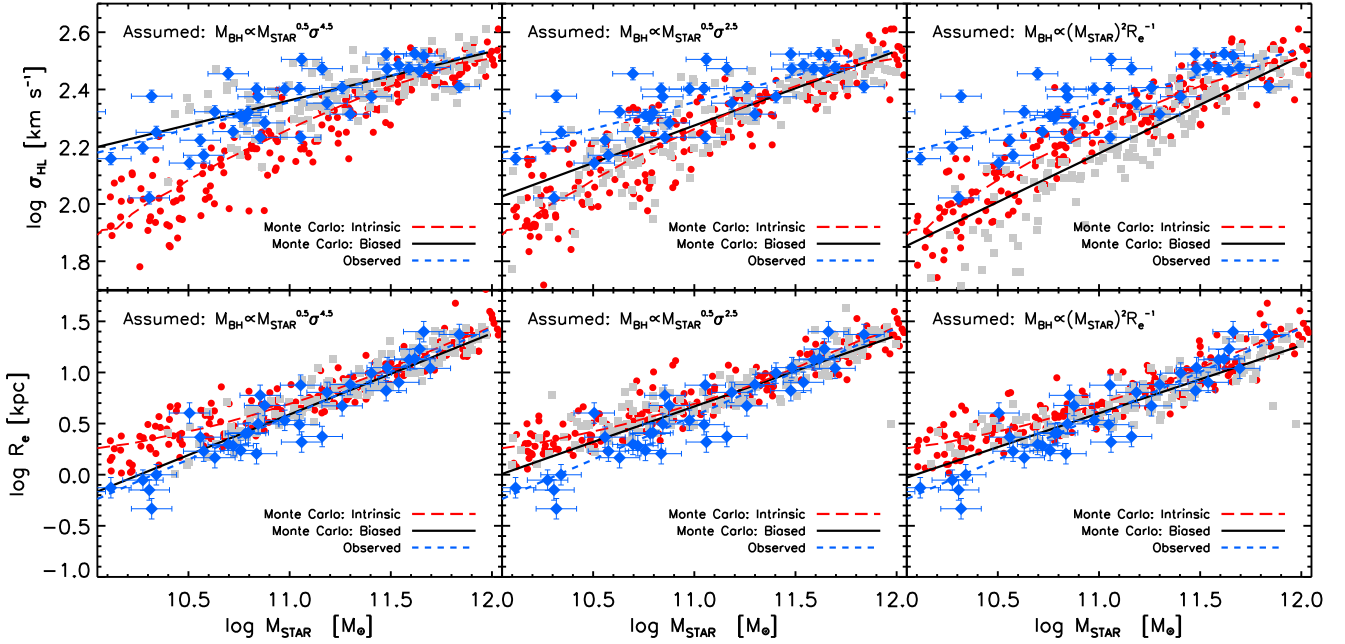 Assumed: M_BH∝M_STAR^0.5σ^4.5
Assumed: M_BH∝M_STAR^0.5σ^2.5
Assumed: M_BH∝(M_STAR)^2R_e^-1
log σ_HL [km s^-1]
2.6
2.4
2.2
2.0
1.8
Monte Carlo: Intrinsic
Monte Carlo: Biased
Observed
Monte Carlo: Intrinsic
Monte Carlo: Biased
Observed
Monte Carlo: Intrinsic
Monte Carlo: Biased
Observed
Assumed: M_BH∝M_STAR^0.5σ^4.5
Assumed: M_BH∝M_STAR^0.5σ^2.5
Assumed: M_BH∝(M_STAR)^2R_e^-1
log R_e [kpc]
1.5
1.0
0.5
0.0
−0.5
−1.0
Monte Carlo: Intrinsic
Monte Carlo: Biased
Observed
Monte Carlo: Intrinsic
Monte Carlo: Biased
Observed
Monte Carlo: Intrinsic
Monte Carlo: Biased
Observed
10.5 11.0 11.5 12.0
10.5 11.0 11.5 12.0
10.5 11.0 11.5 12.0
log M_STAR [M_⊙]
log M_STAR [M_⊙]
log M_STAR [M_⊙]